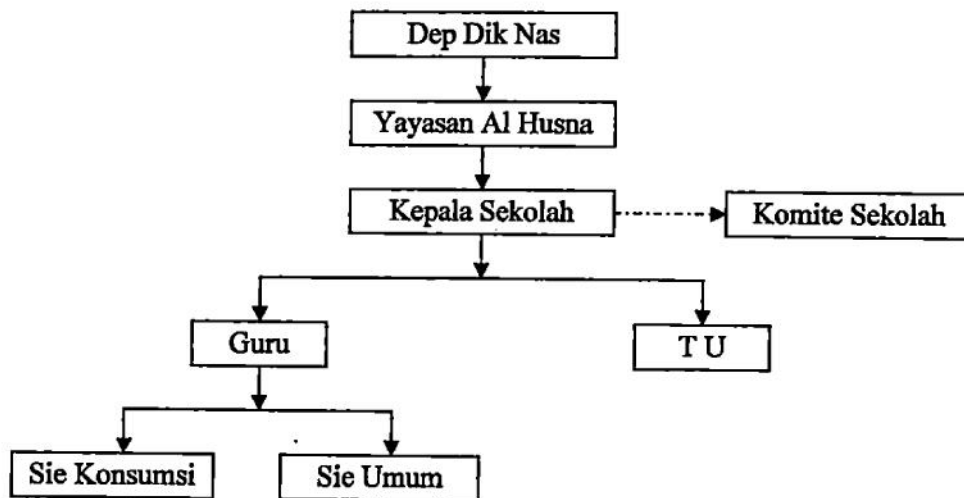 Dep Dik Nas
Yayasan Al Husna
Kepala Sekolah
Komite Sekolah
Guru
T U
Sie Konsumsi
Sie Umum